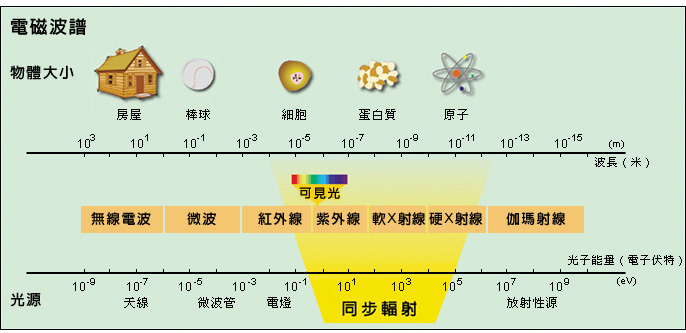 電磁波譜
物體大小
房屋 棒球 細胞 蛋白質 原子
10³ 10¹ 10⁻¹ 10⁻³ 10⁻⁵ 10⁻⁷ 10⁻⁹ 10⁻¹¹ 10⁻¹³ 10⁻¹⁵ (m)
波長（米）
可見光
無線電波 微波 紅外線 紫外線 軟X射線 硬X射線 伽瑪射線
光子能量（電子伏特）
10⁻⁹ 10⁻⁷ 10⁻⁵ 10⁻³ 10⁻¹ 10¹ 10³ 10⁵ 10⁷ 10⁹ (eV)
光源 天線 微波管 電燈 同步輻射 放射性源